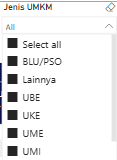 Jenis UMKM
All
Select all
BLU/PSO
Lainnya
UBE
UKE
UME
UMI